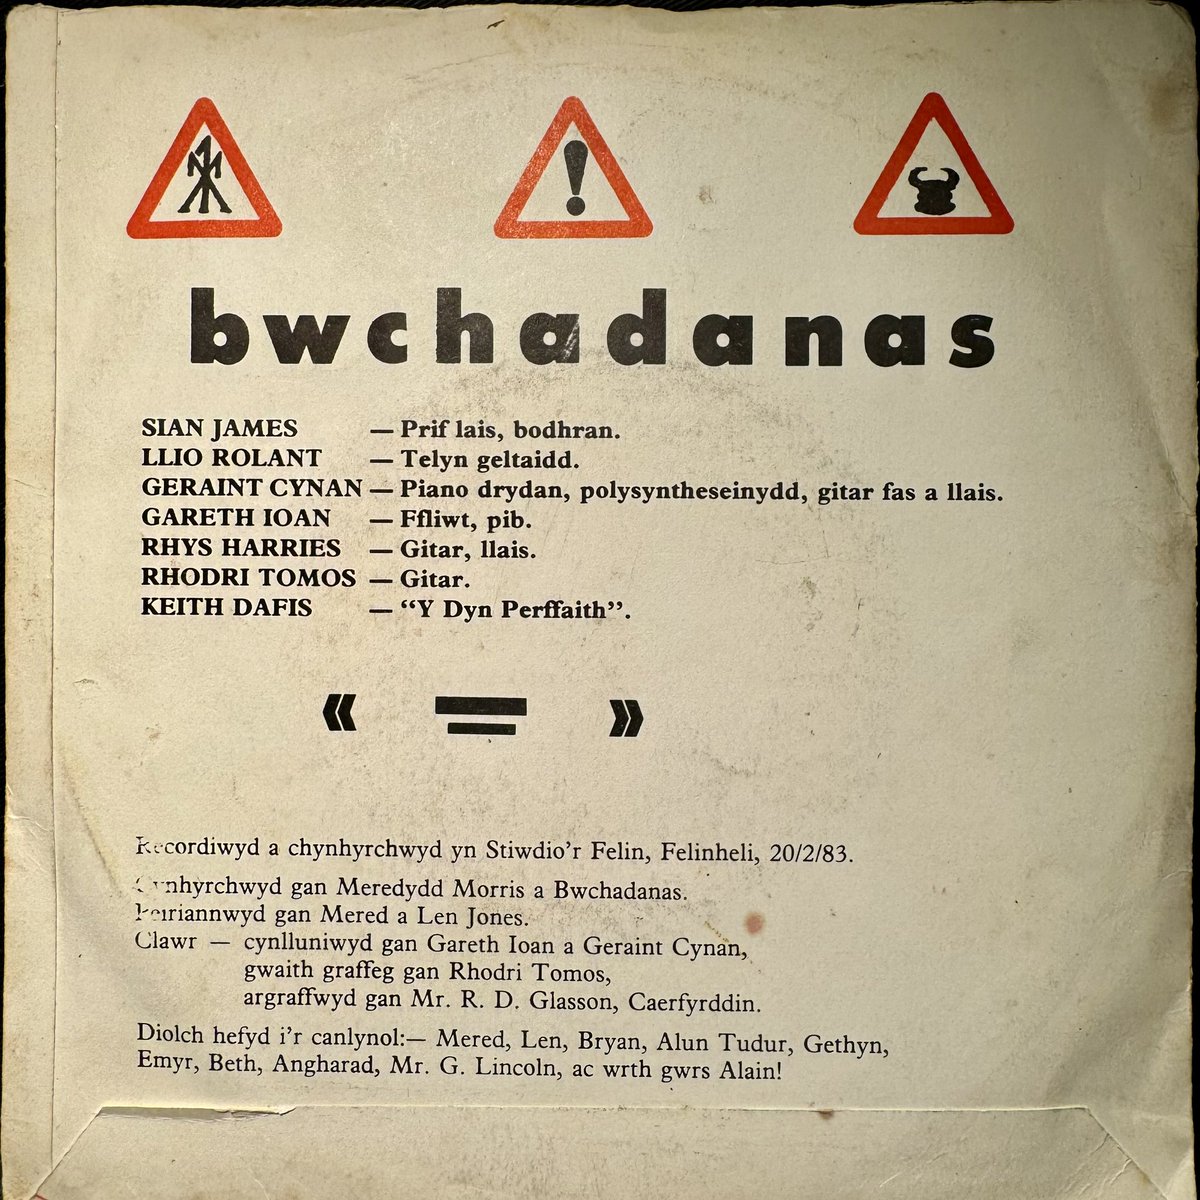 bwchadanas
SIAN JAMES — Prif lais, bodhran.
LLIO ROLANT — Telyn geltaidd.
GERAINT CYNAN — Piano drydan, polysyntheseinydd, gitar fas a llais.
GARETH IOAN — Ffliwt, pib.
RHYS HARRIES — Gitar, llais.
RHODRI TOMOS — Gitar.
KEITH DAFIS — “Y Dyn Perffaith”.
Recordiwyd a chynhyrchwyd yn Stiwdio’r Felin, Felinheli, 20/2/83.
Cynhyrchwyd gan Meredydd Morris a Bwchadanas.
Peiriannwyd gan Mered a Len Jones.
Clawr — cynlluniwyd gan Gareth Ioan a Geraint Cynan,
gwaith graffeg gan Rhodri Tomos,
argraffwyd gan Mr. R. D. Glasson, Caerfyrddin.
Diolch hefyd i’r canlynol:— Mered, Len, Bryan, Alun Tudur, Gethyn,
Emyr, Beth, Angharad, Mr. G. Lincoln, ac wrth gwrs Alain!